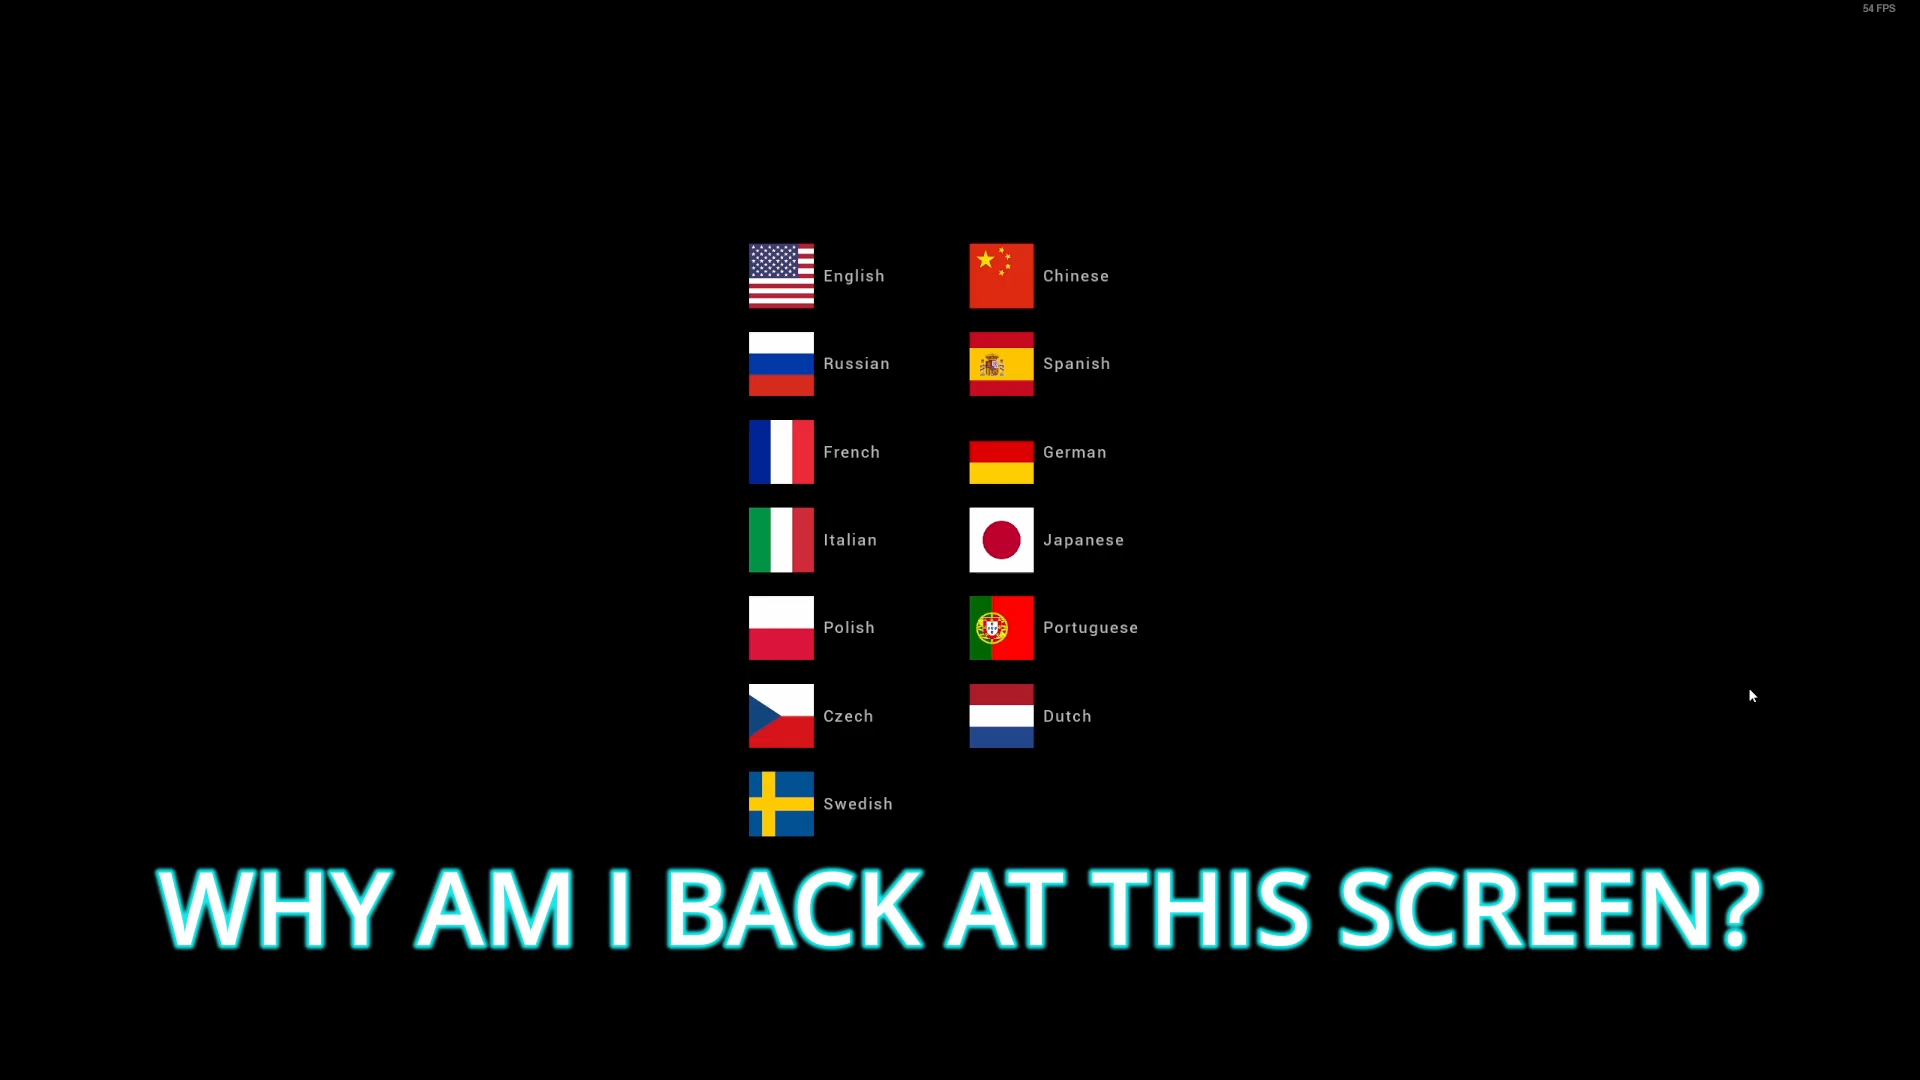 54 FPS
English
Chinese
Russian
Spanish
French
German
Italian
Japanese
Polish
Portuguese
Czech
Dutch
Swedish
WHY AM I BACK AT THIS SCREEN?